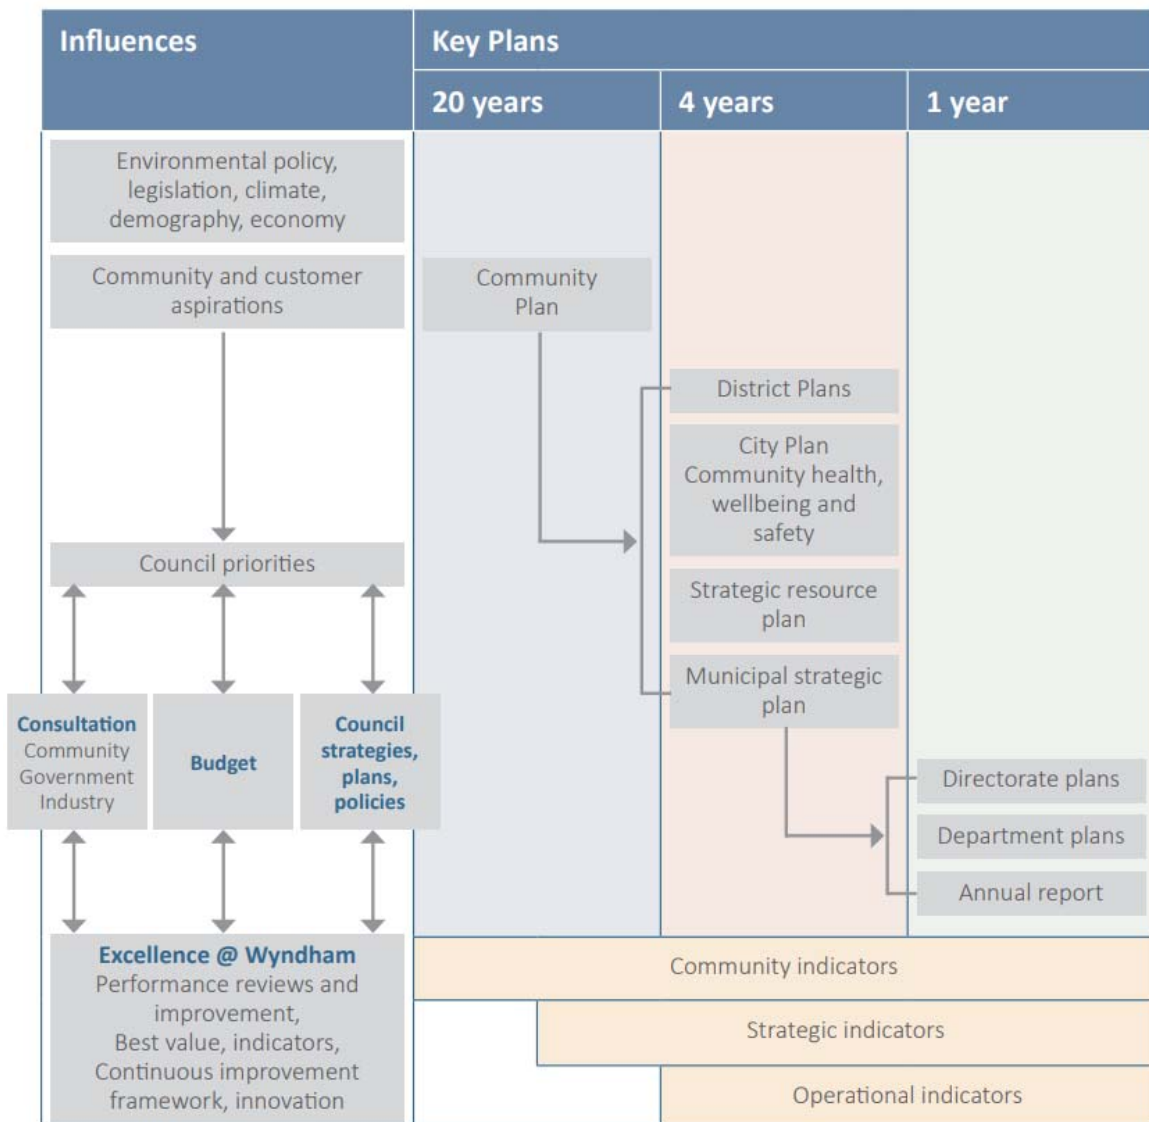 Influences
Key Plans
20 years
4 years
1 year
Environmental policy,
legislation, climate,
demography, economy
Community and customer
aspirations
Council priorities
Consultation
Community
Government
Industry
Budget
Council
strategies,
plans,
policies
Excellence @ Wyndham
Performance reviews and
improvement,
Best value, indicators,
Continuous improvement
framework, innovation
Community
Plan
District Plans
City Plan
Community health,
wellbeing and
safety
Strategic resource
plan
Municipal strategic
plan
Directorate plans
Department plans
Annual report
Community indicators
Strategic indicators
Operational indicators